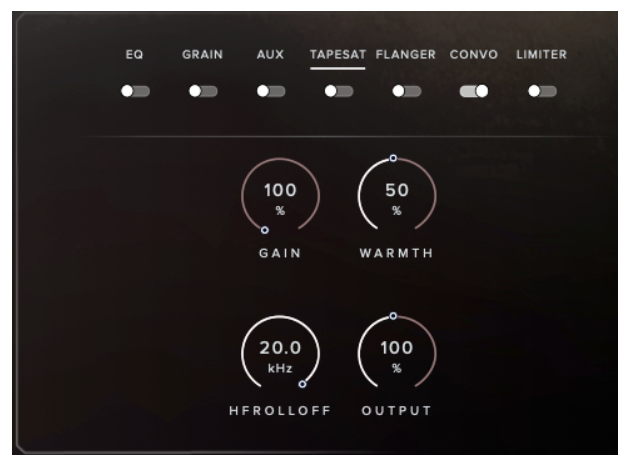 EQ GRAIN AUX TAPESAT FLANGER CONVO LIMITER
100 50
% %
GAIN WARMTH
20.0 100
kHz %
HFROLLOFF OUTPUT